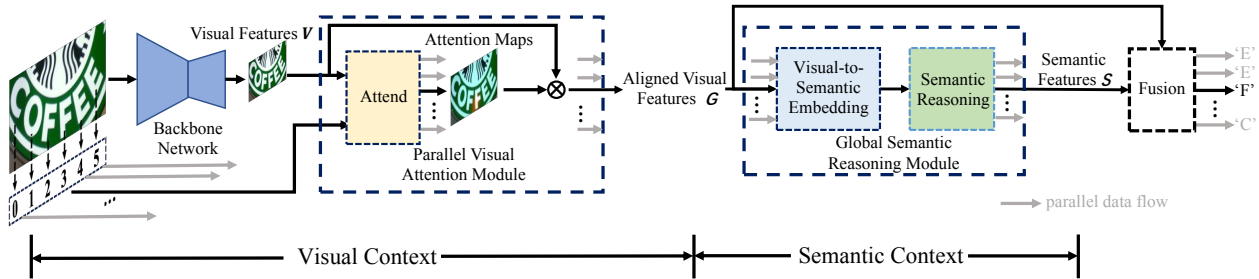 Visual Features V
Attention Maps
COFFEE
COFFEE
COFFEE
Attend
Backbone
Network
Parallel Visual
Attention Module
0 1 2 3 4 5
...
Aligned Visual
Features G
Visual-to-
Semantic
Embedding
Semantic
Reasoning
Global Semantic
Reasoning Module
Semantic
Features S
Fusion
‘E’
‘E’
‘F’
‘C’
parallel data flow
Visual Context
Semantic Context